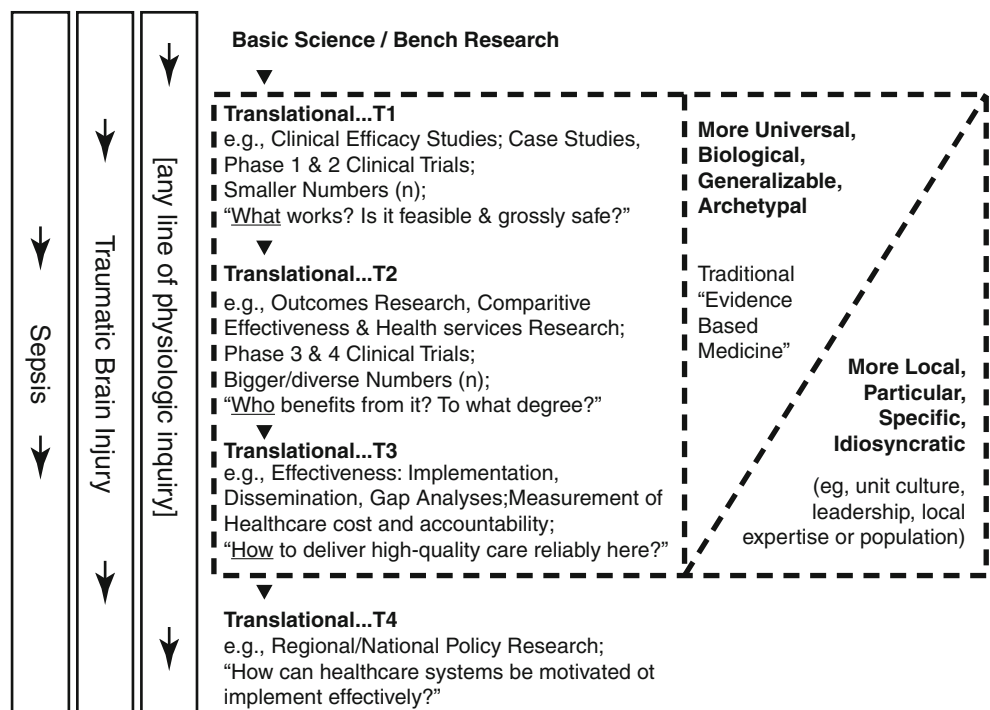 Sepsis
Traumatic Brain Injury
[any line of physiologic inquiry]
Basic Science / Bench Research
Translational...T1
e.g., Clinical Efficacy Studies; Case Studies,
Phase 1 & 2 Clinical Trials;
Smaller Numbers (n);
“What works? Is it feasible & grossly safe?”
Translational...T2
e.g., Outcomes Research, Comparitive
Effectiveness & Health services Research;
Phase 3 & 4 Clinical Trials;
Bigger/diverse Numbers (n);
“Who benefits from it? To what degree?”
Translational...T3
e.g., Effectiveness: Implementation,
Dissemination, Gap Analyses;Measurement of
Healthcare cost and accountability;
“How to deliver high-quality care reliably here?”
Translational...T4
e.g., Regional/National Policy Research;
“How can healthcare systems be motivated ot
implement effectively?”
More Universal,
Biological,
Generalizable,
Archetypal
Traditional
“Evidence
Based
Medicine”
More Local,
Particular,
Specific,
Idiosyncratic
(eg, unit culture,
leadership, local
expertise or population)